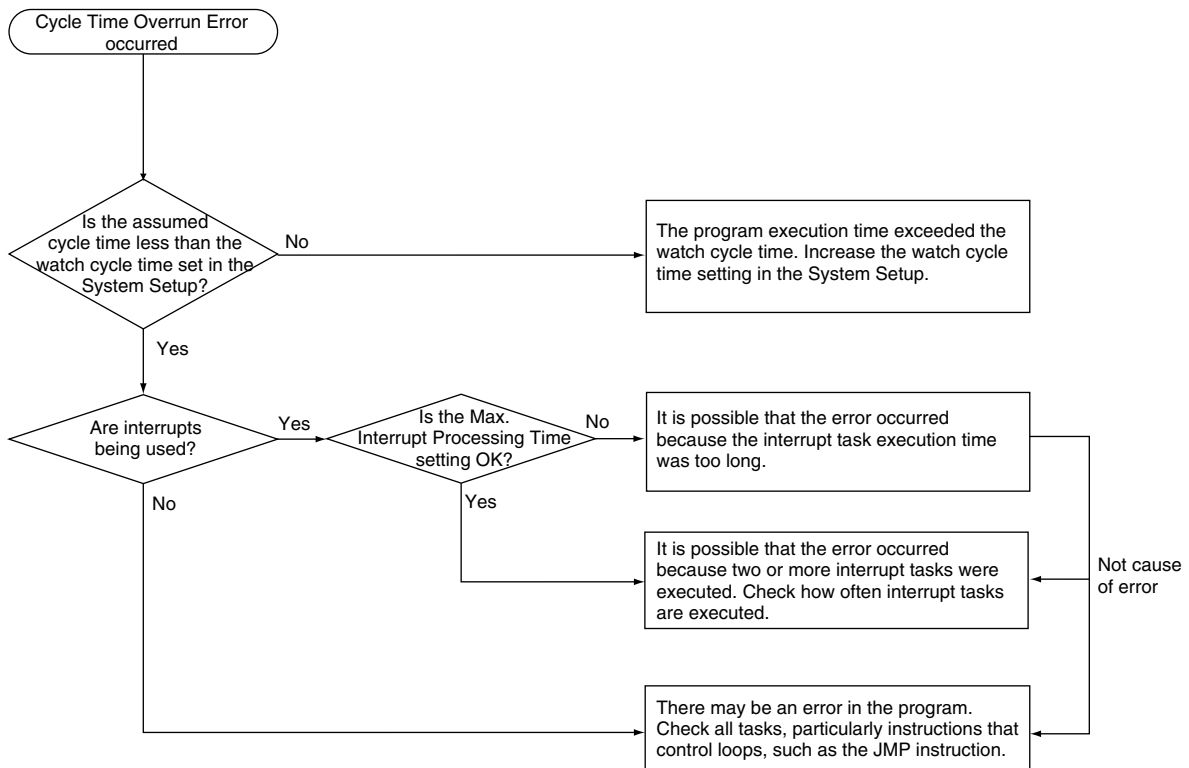 Cycle Time Overrun Error
occurred
Is the assumed
cycle time less than the
watch cycle time set in the
System Setup?
No
The program execution time exceeded the
watch cycle time. Increase the watch cycle
time setting in the System Setup.
Yes
Are interrupts
being used?
Yes
Is the Max.
Interrupt Processing Time
setting OK?
No
It is possible that the error occurred
because the interrupt task execution time
was too long.
No
Yes
It is possible that the error occurred
because two or more interrupt tasks were
executed. Check how often interrupt tasks
are executed.
Not cause
of error
There may be an error in the program.
Check all tasks, particularly instructions that
control loops, such as the JMP instruction.